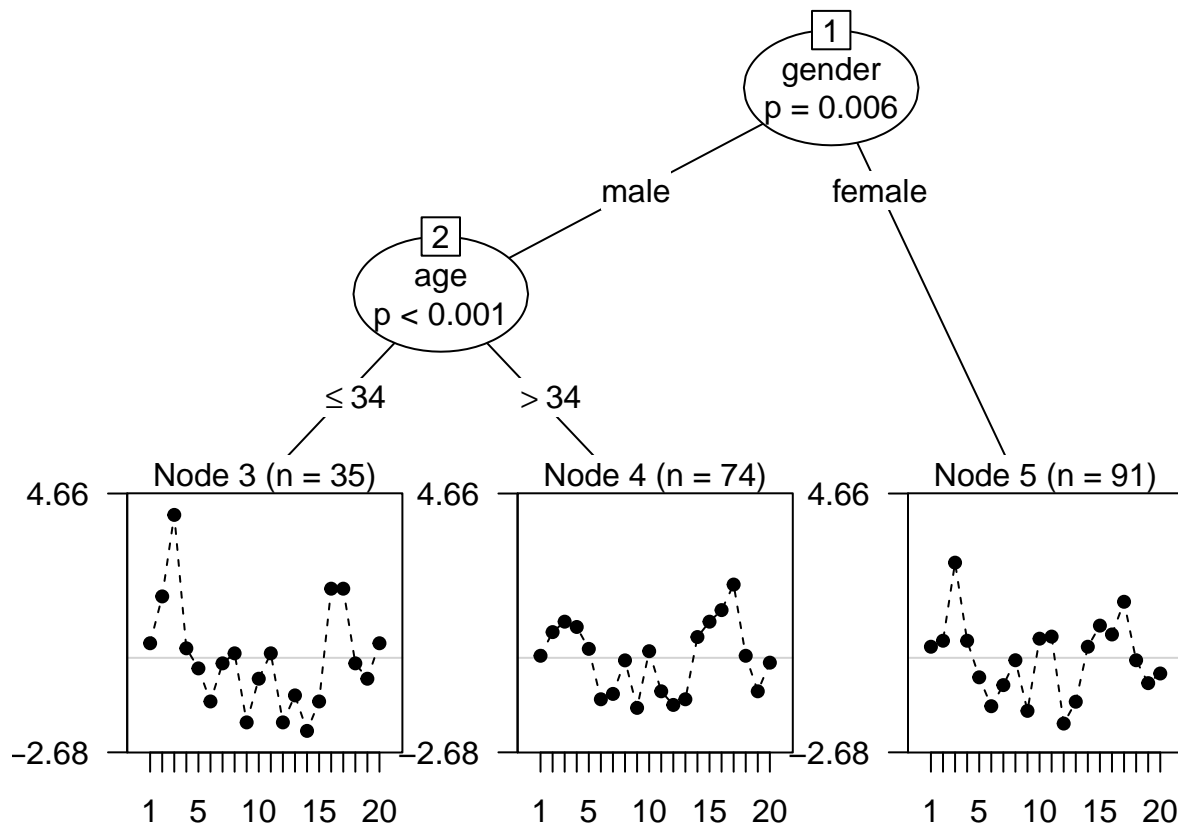 1
gender
p = 0.006
male
female
2
age
p < 0.001
≤ 34
> 34
Node 3 (n = 35)
4.66
−2.68
1 5 10 15 20
Node 4 (n = 74)
4.66
−2.68
1 5 10 15 20
Node 5 (n = 91)
4.66
−2.68
1 5 10 15 20